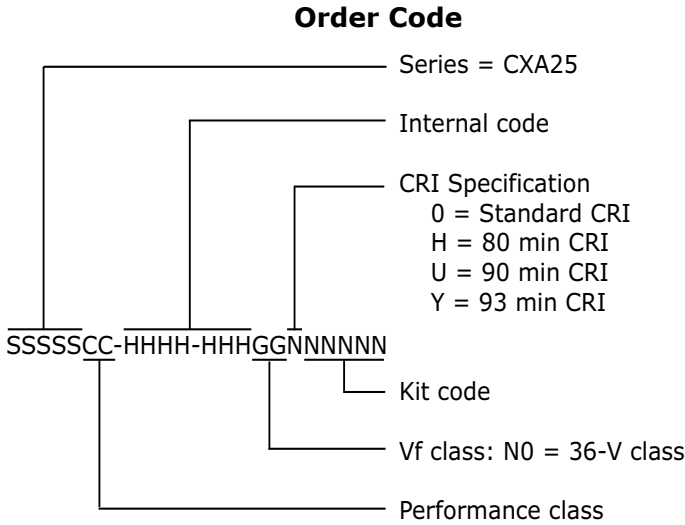 Order Code
Series = CXA25
Internal code
CRI Specification
0 = Standard CRI
H = 80 min CRI
U = 90 min CRI
Y = 93 min CRI
SSSSSCC-HHHH-HHHGGNNNNNN
Kit code
Vf class: N0 = 36-V class
Performance class